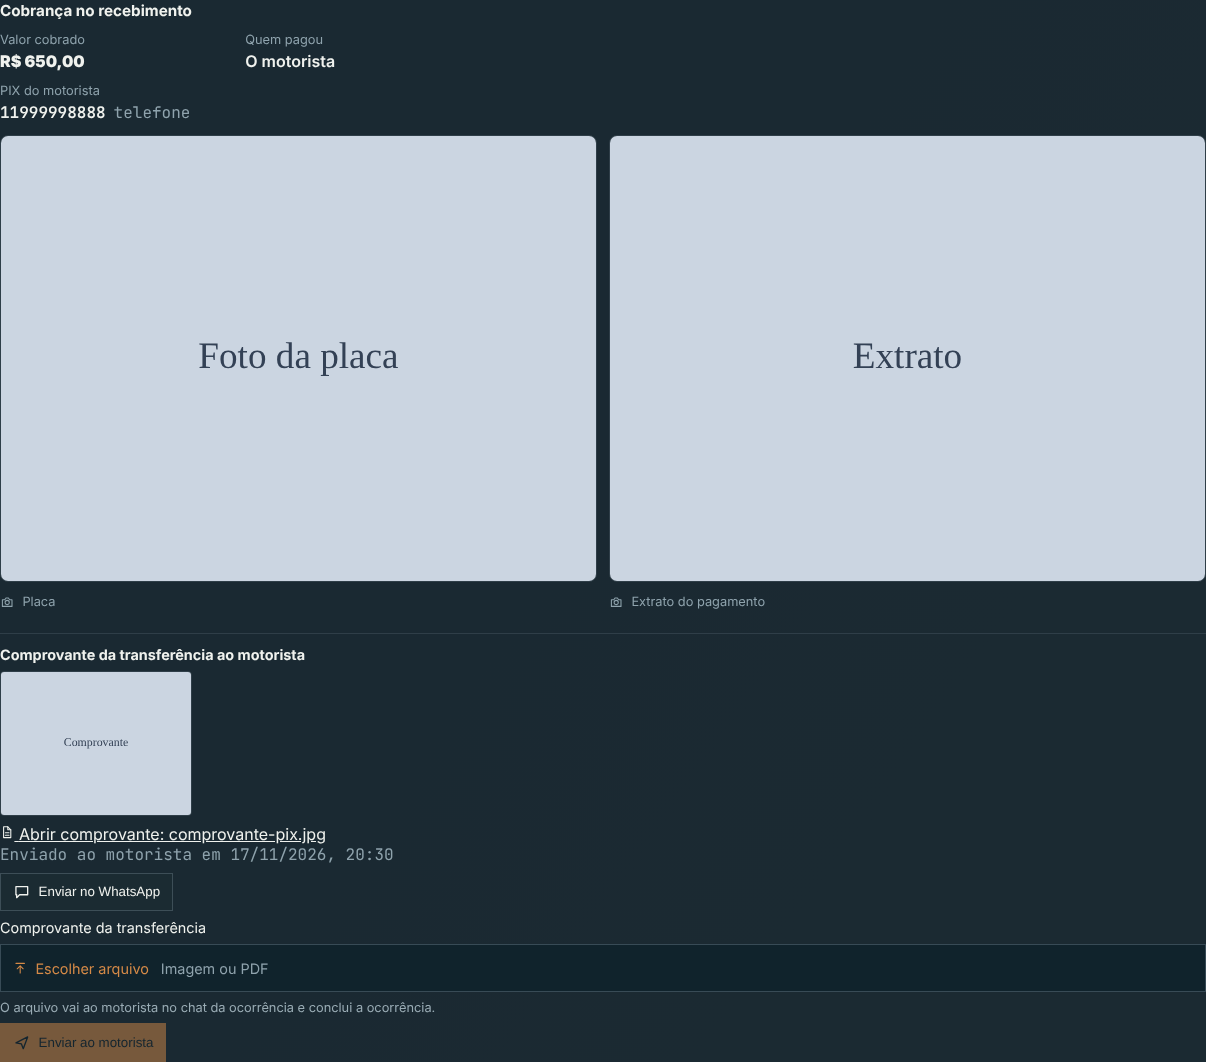 Cobrança no recebimento
Valor cobrado
Quem pagou
R$ 650,00
O motorista
PIX do motorista
11999998888 telefone
Foto da placa
Extrato
Placa
Extrato do pagamento
Comprovante da transferência ao motorista
Comprovante
Abrir comprovante: comprovante-pix.jpg
Enviado ao motorista em 17/11/2026, 20:30
Enviar no WhatsApp
Comprovante da transferência
Escolher arquivo Imagem ou PDF
O arquivo vai ao motorista no chat da ocorrência e conclui a ocorrência.
Enviar ao motorista